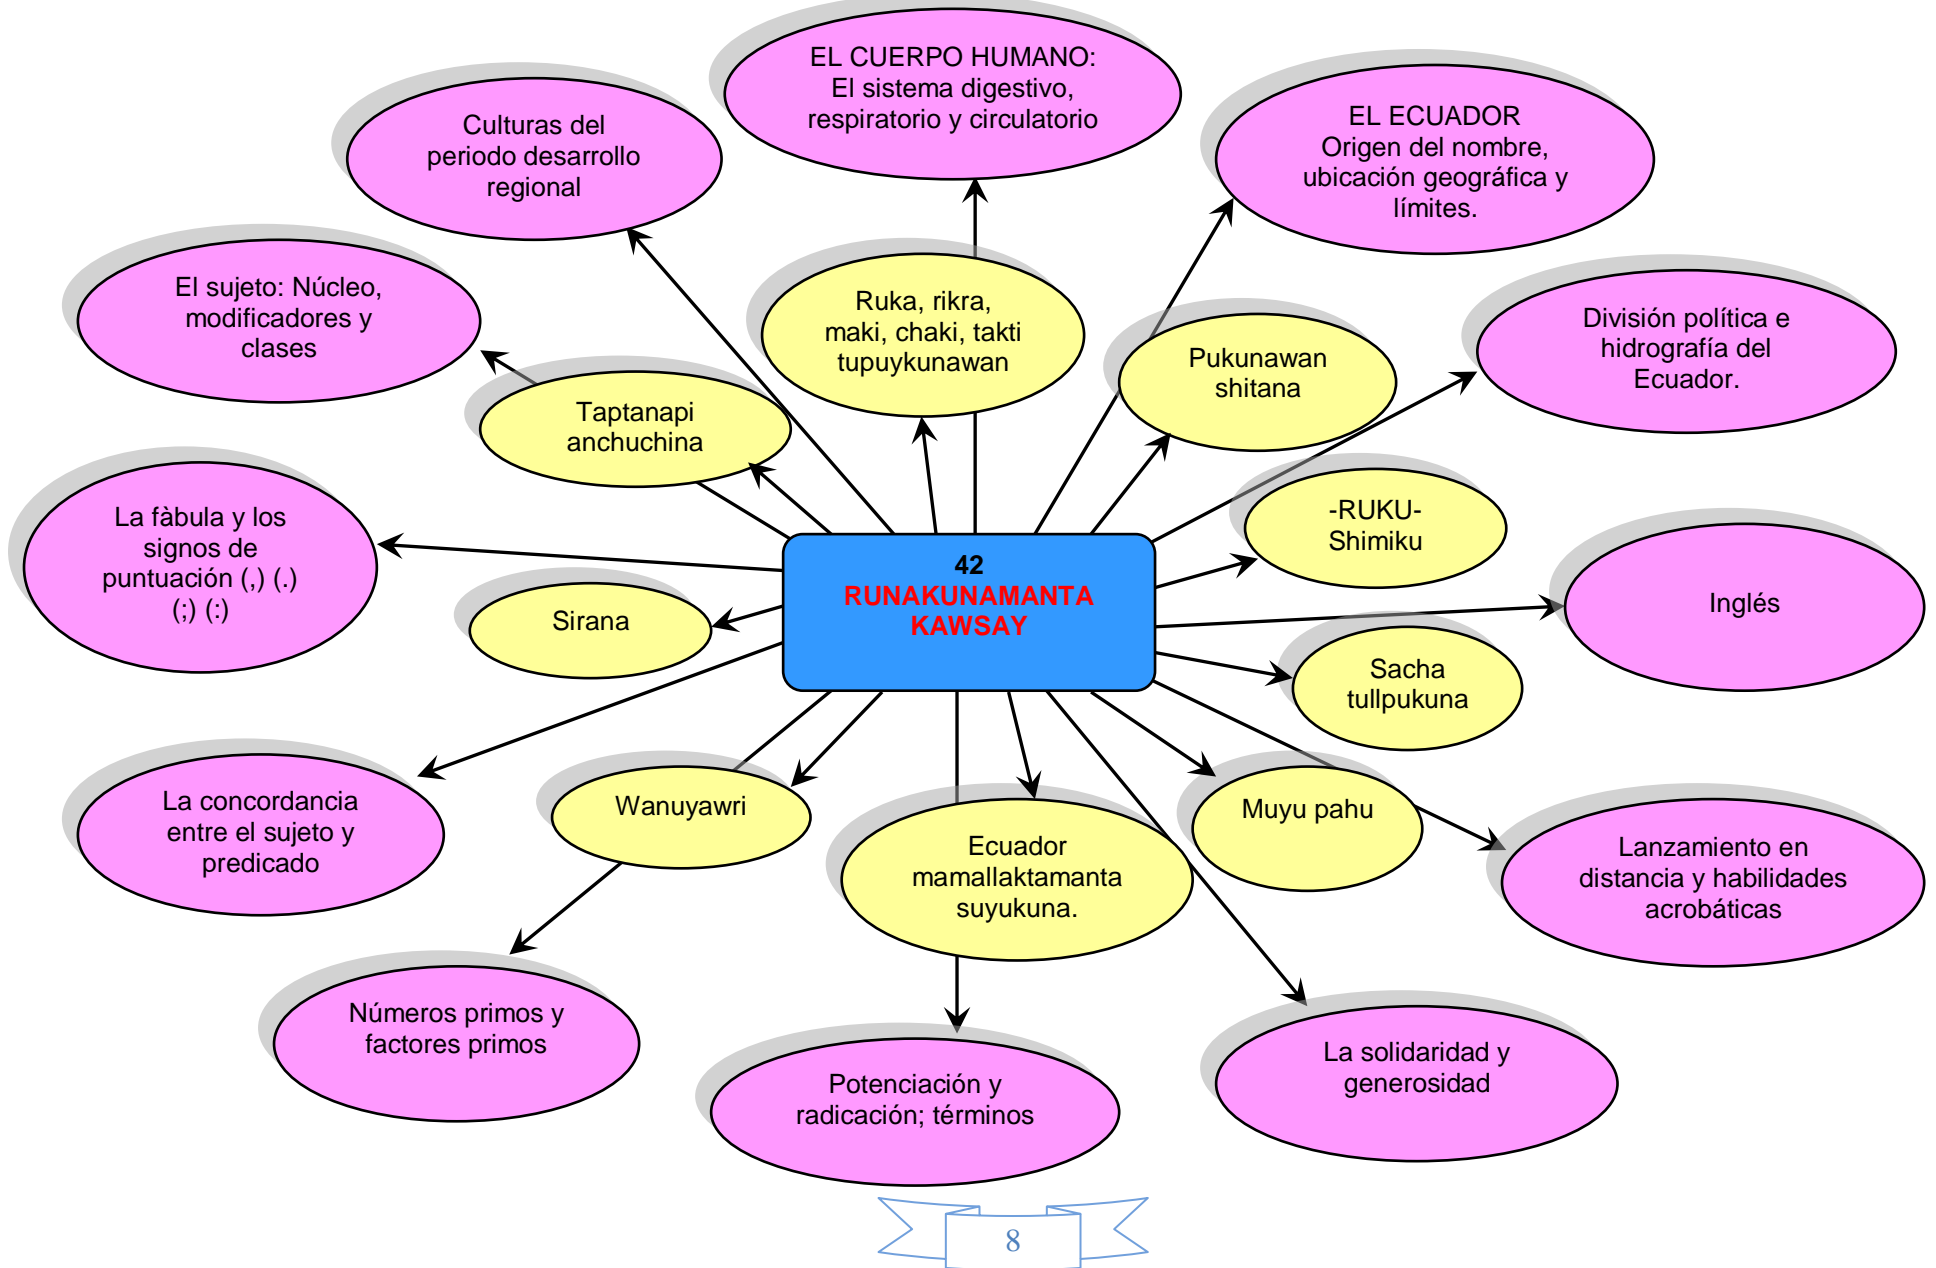 EL CUERPO HUMANO:
El sistema digestivo,
respiratorio y circulatorio
Culturas del
periodo desarrollo
regional
EL ECUADOR
Origen del nombre,
ubicación geográfica y
límites.
El sujeto: Núcleo,
modificadores y
clases
Ruka, rikra,
maki, chaki, takti
tupuykunawan
Pukunawan
shitana
División política e
hidrografía del
Ecuador.
Taptanapi
anchuchina
La fàbula y los
signos de
puntuación (,) (.)
(;) (:)
-RUKU-
Shimiku
42
RUNAKUNAMANTA
KAWSAY
Sirana
Inglés
Sacha
tullpukuna
La concordancia
entre el sujeto y
predicado
Wanuyawri
Ecuador
mamallaktamanta
suyukuna.
Muyu pahu
Lanzamiento en
distancia y habilidades
acrobáticas
Números primos y
factores primos
Potenciación y
radicación; términos
La solidaridad y
generosidad
8